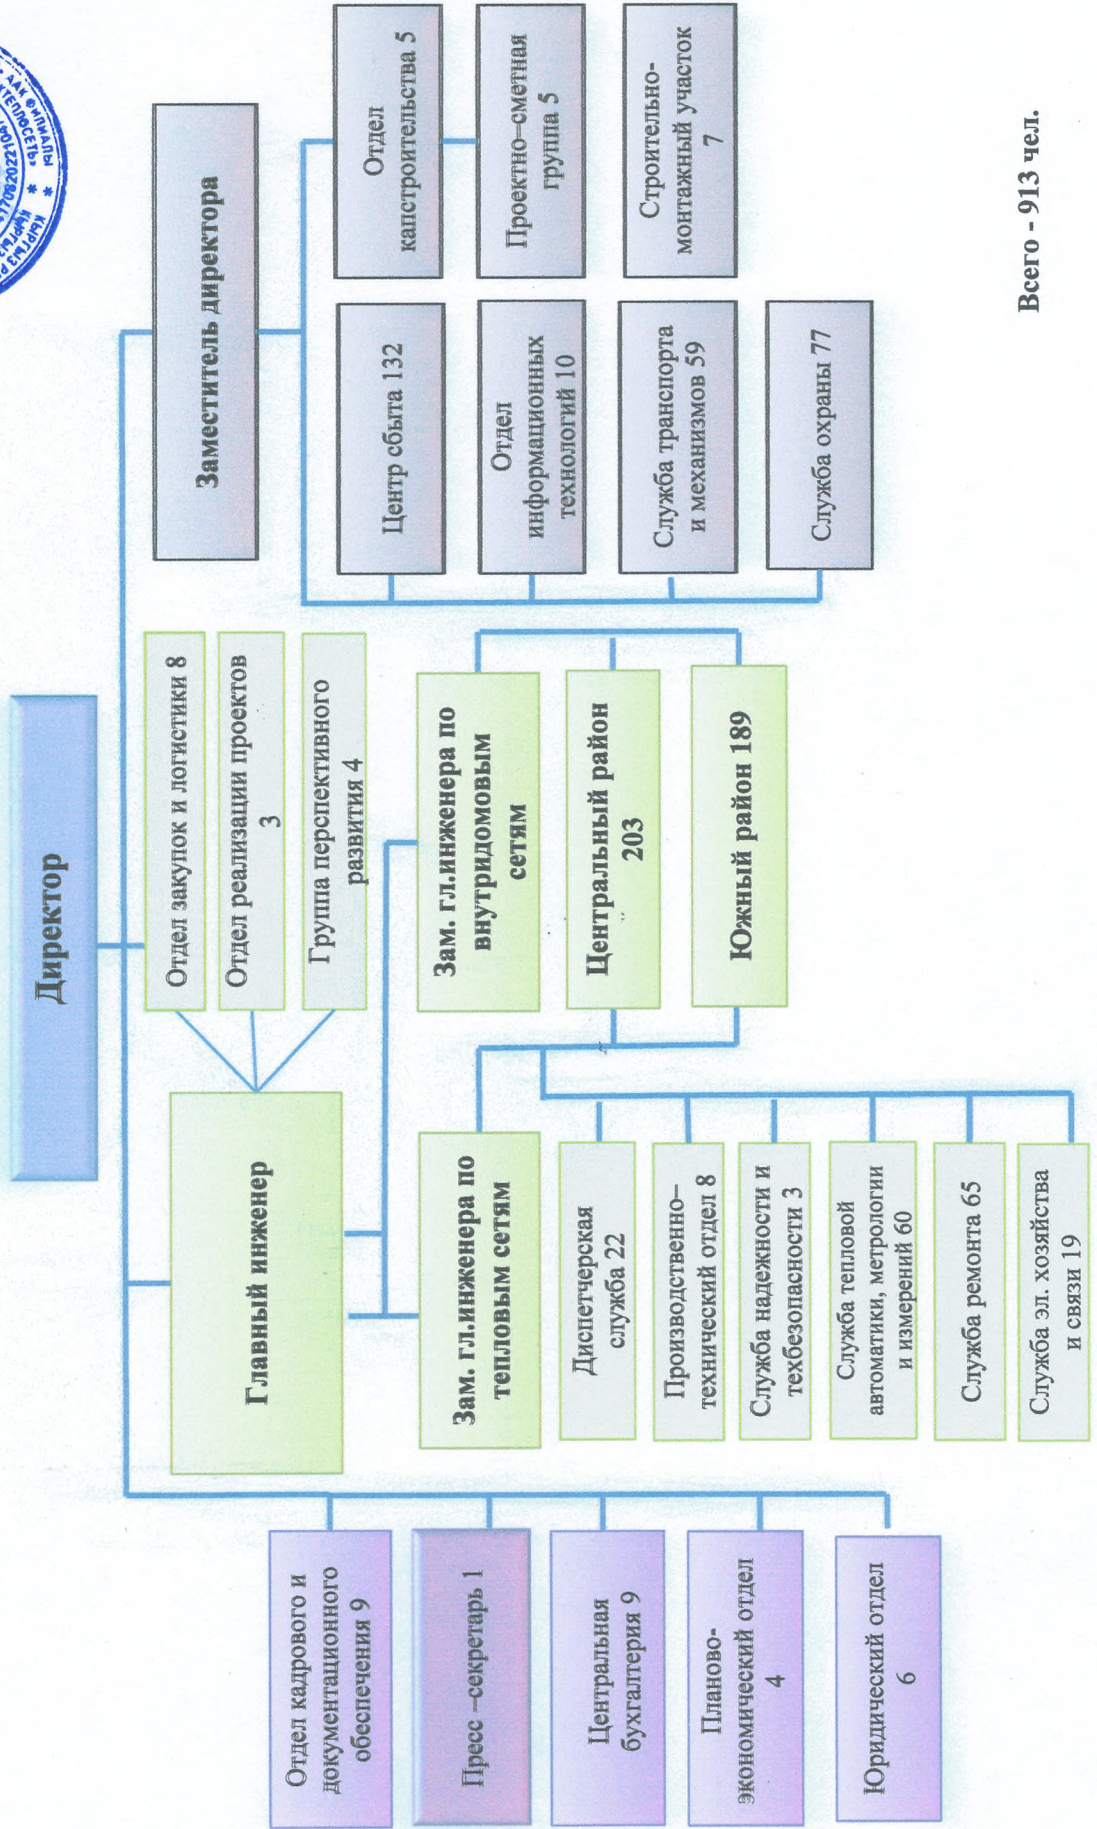 Директор
Отдел кадрового и
документационного
обеспечения 9
Пресс –секретарь 1
Центральная
бухгалтерия 9
Планово-
экономический отдел
4
Юридический отдел
6
Главный инженер
Отдел закупок и логистики 8
Отдел реализации проектов
3
Группа перспективного
развития 4
Зам. гл.инженера по
тепловым сетям
Зам. гл.инженера по
внутридомовым
сетям
Центральный район
203
Южный район 189
Диспетчерская
служба 22
Производственно–
технический отдел 8
Служба надежности и
техбезопасности 3
Служба тепловой
автоматики, метрологии
и измерений 60
Служба ремонта 65
Служба эл. хозяйства
и связи 19
Заместитель директора
Центр сбыта 132
Отдел
информационных
технологий 10
Служба транспорта
и механизмов 59
Служба охраны 77
Отдел
капстроительства 5
Проектно–сметная
группа 5
Строительно-
монтажный участок
7
Всего - 913 чел.
ААК ФИЛИАЛЫ
КЫРГЫЗ